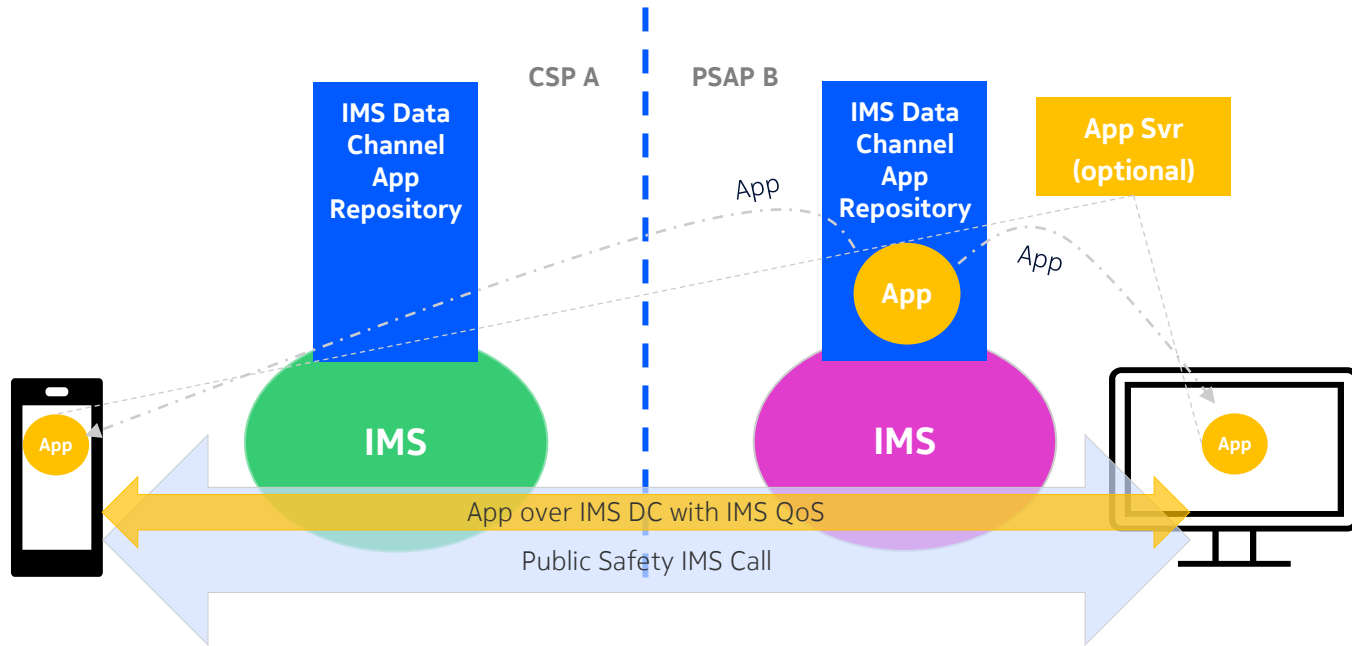 CSP A
PSAP B
IMS Data
Channel
App
Repository
IMS Data
Channel
App
Repository
App Svr
(optional)
App
App
App
App
App
IMS
IMS
App over IMS DC with IMS QoS
Public Safety IMS Call